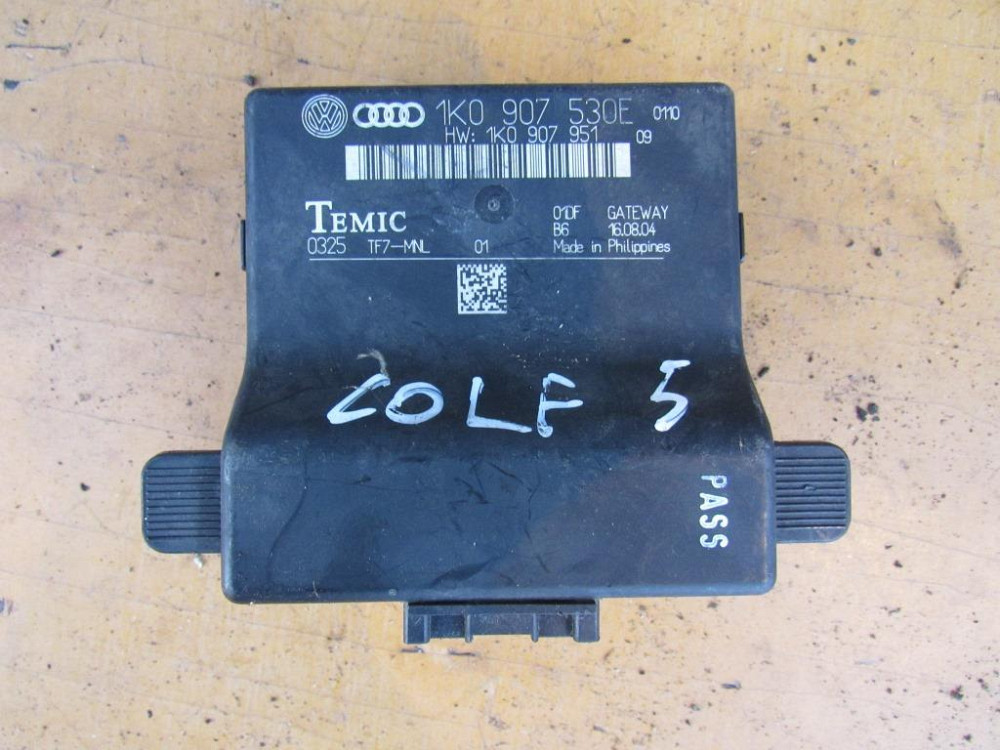 1K0 907 530E 0110
HW: 1K0 907 951 09
TEMIC 01DF GATEWAY
B6 16.08.04
0325 TF7-MNL 01 Made in Philippines
GOLF 5
PASS